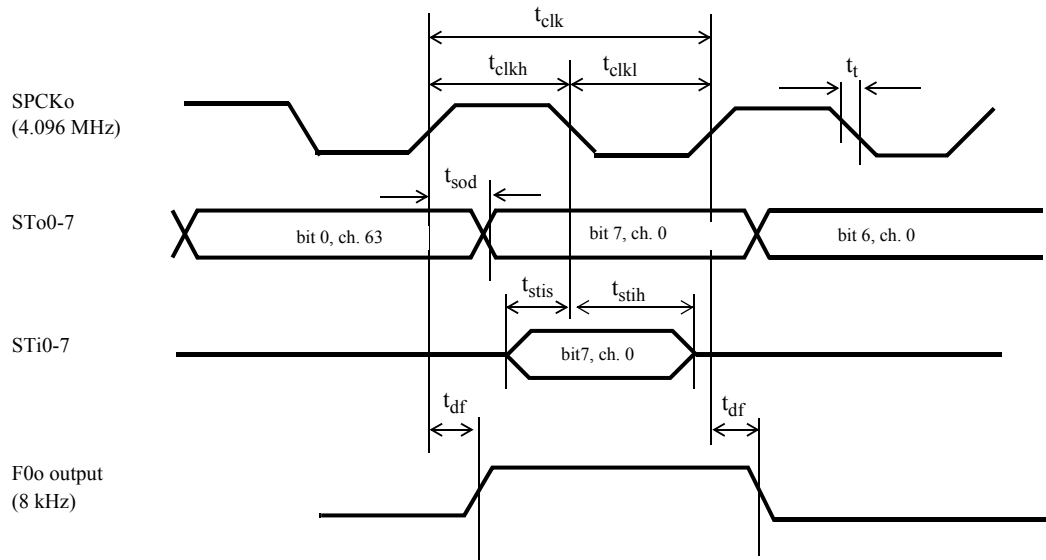 t_clk
t_clkh t_clkl t_t
SPCKo
(4.096 MHz)
t_sod
STo0-7
bit 0, ch. 63 bit 7, ch. 0 bit 6, ch. 0
t_stis t_stih
STi0-7
bit7, ch. 0
t_df t_df
F0o output
(8 kHz)